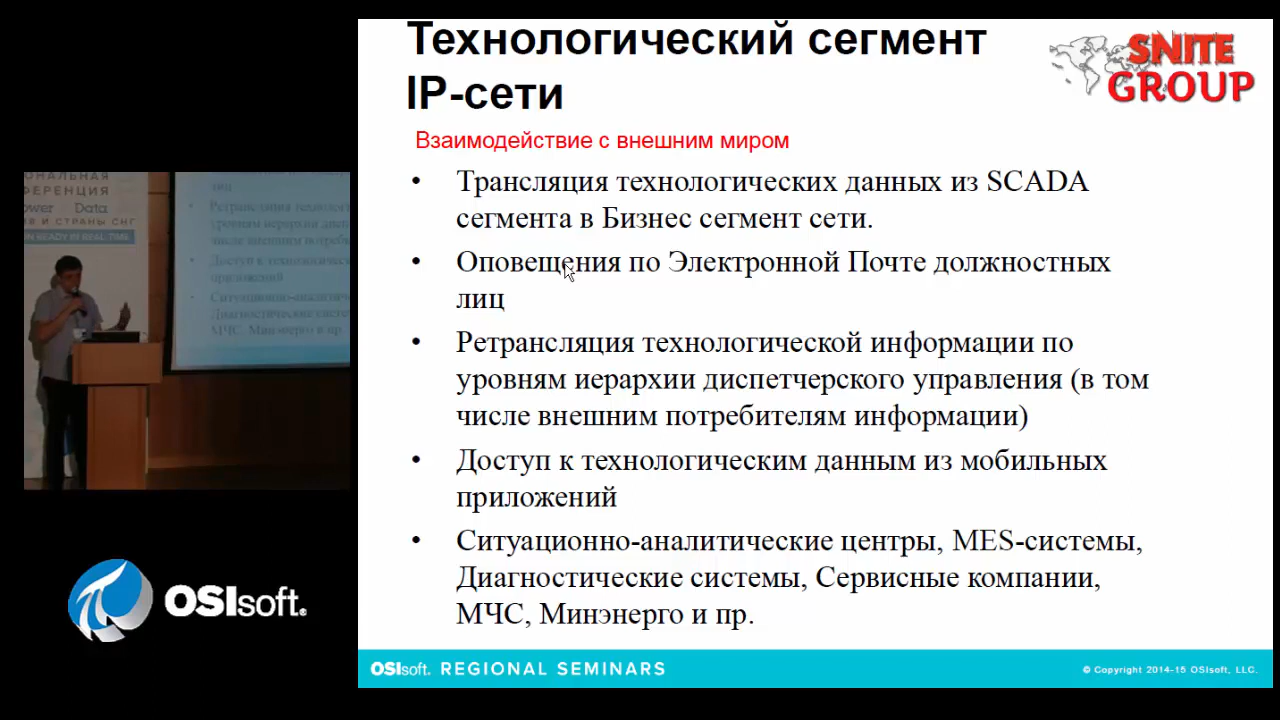 Технологический сегмент
IP-сети
SNITE
GROUP
Взаимодействие с внешним миром
• Трансляция технологических данных из SCADA
сегмента в Бизнес сегмент сети.
• Оповещения по Электронной Почте должностных
лиц
• Ретрансляция технологической информации по
уровням иерархии диспетчерского управления (в том
числе внешним потребителям информации)
• Доступ к технологическим данным из мобильных
приложений
• Ситуационно-аналитические центры, MES-системы,
Диагностические системы, Сервисные компании,
МЧС, Минэнерго и пр.
OSIsoft. REGIONAL SEMINARS
© Copyright 2014-15 OSIsoft, LLC.
OSIsoft.
Data
И СТРАНЫ СНГ